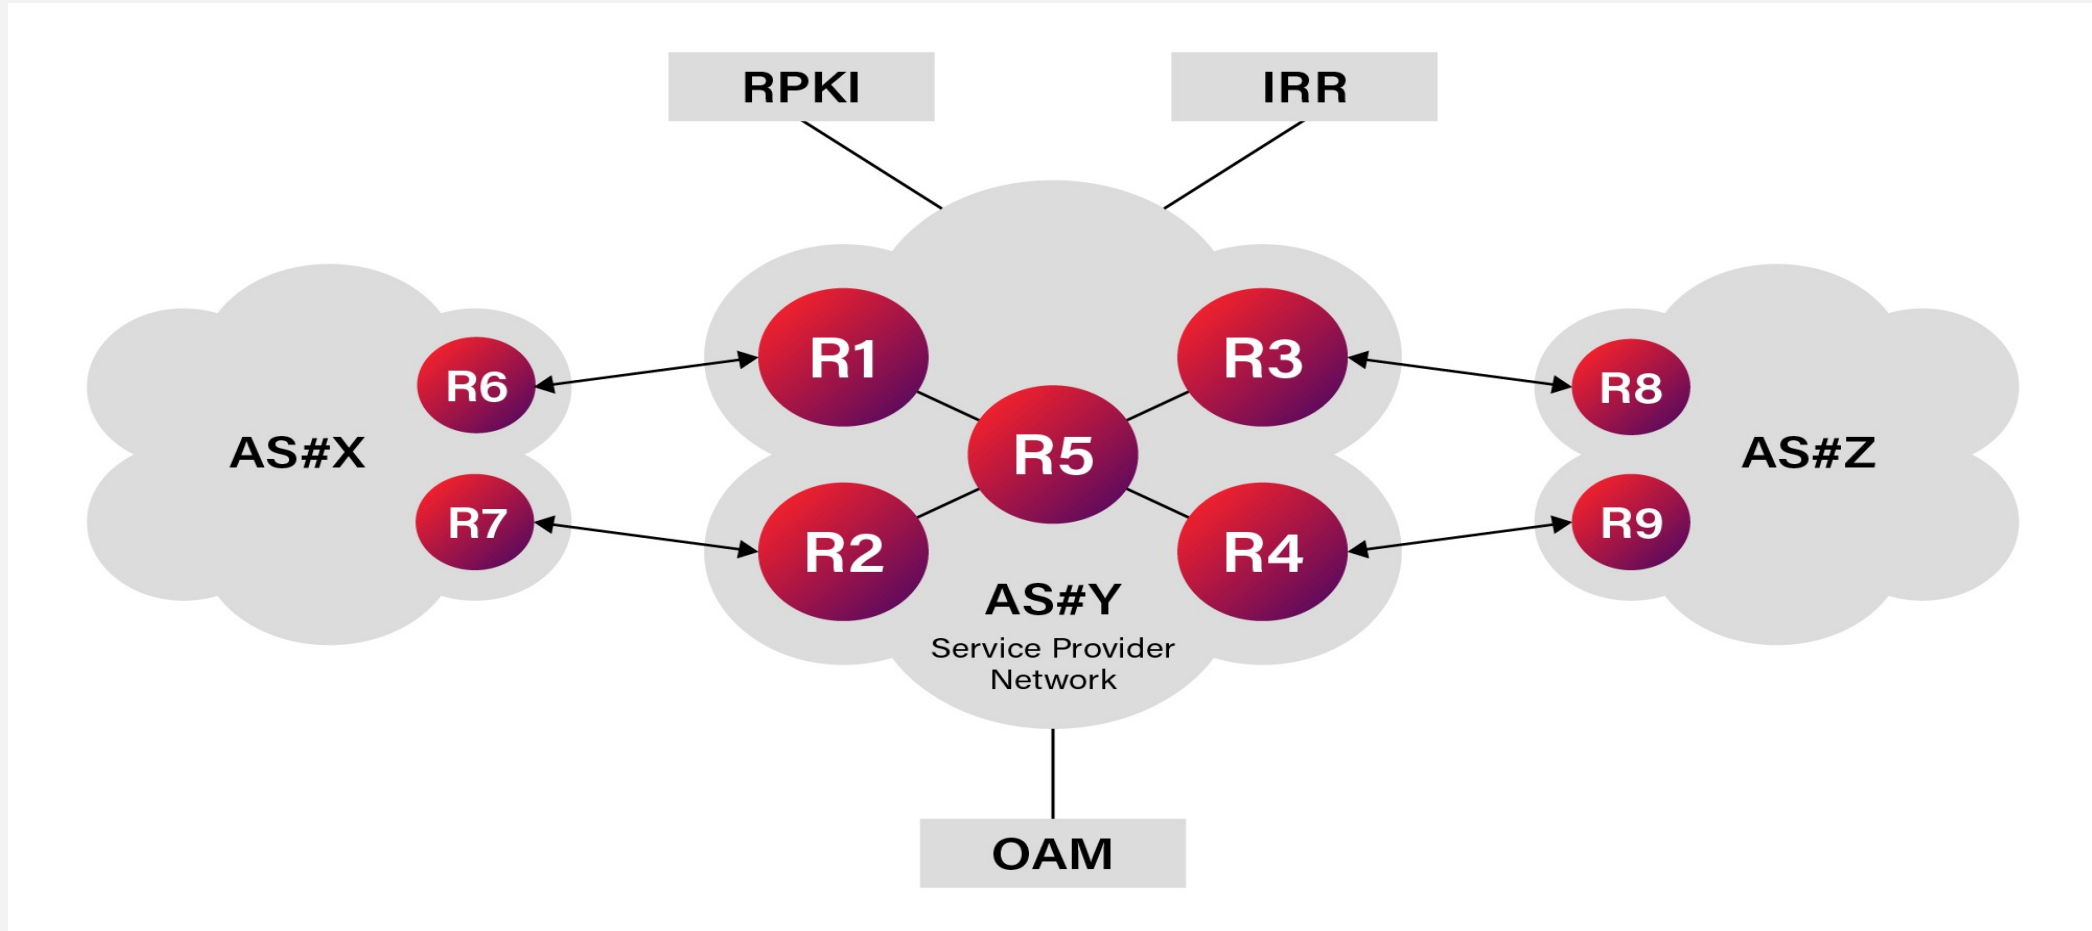 RPKI
IRR
R1
R3
R6
R8
AS#X
R5
AS#Z
R7
R9
R2
R4
AS#Y
Service Provider
Network
OAM